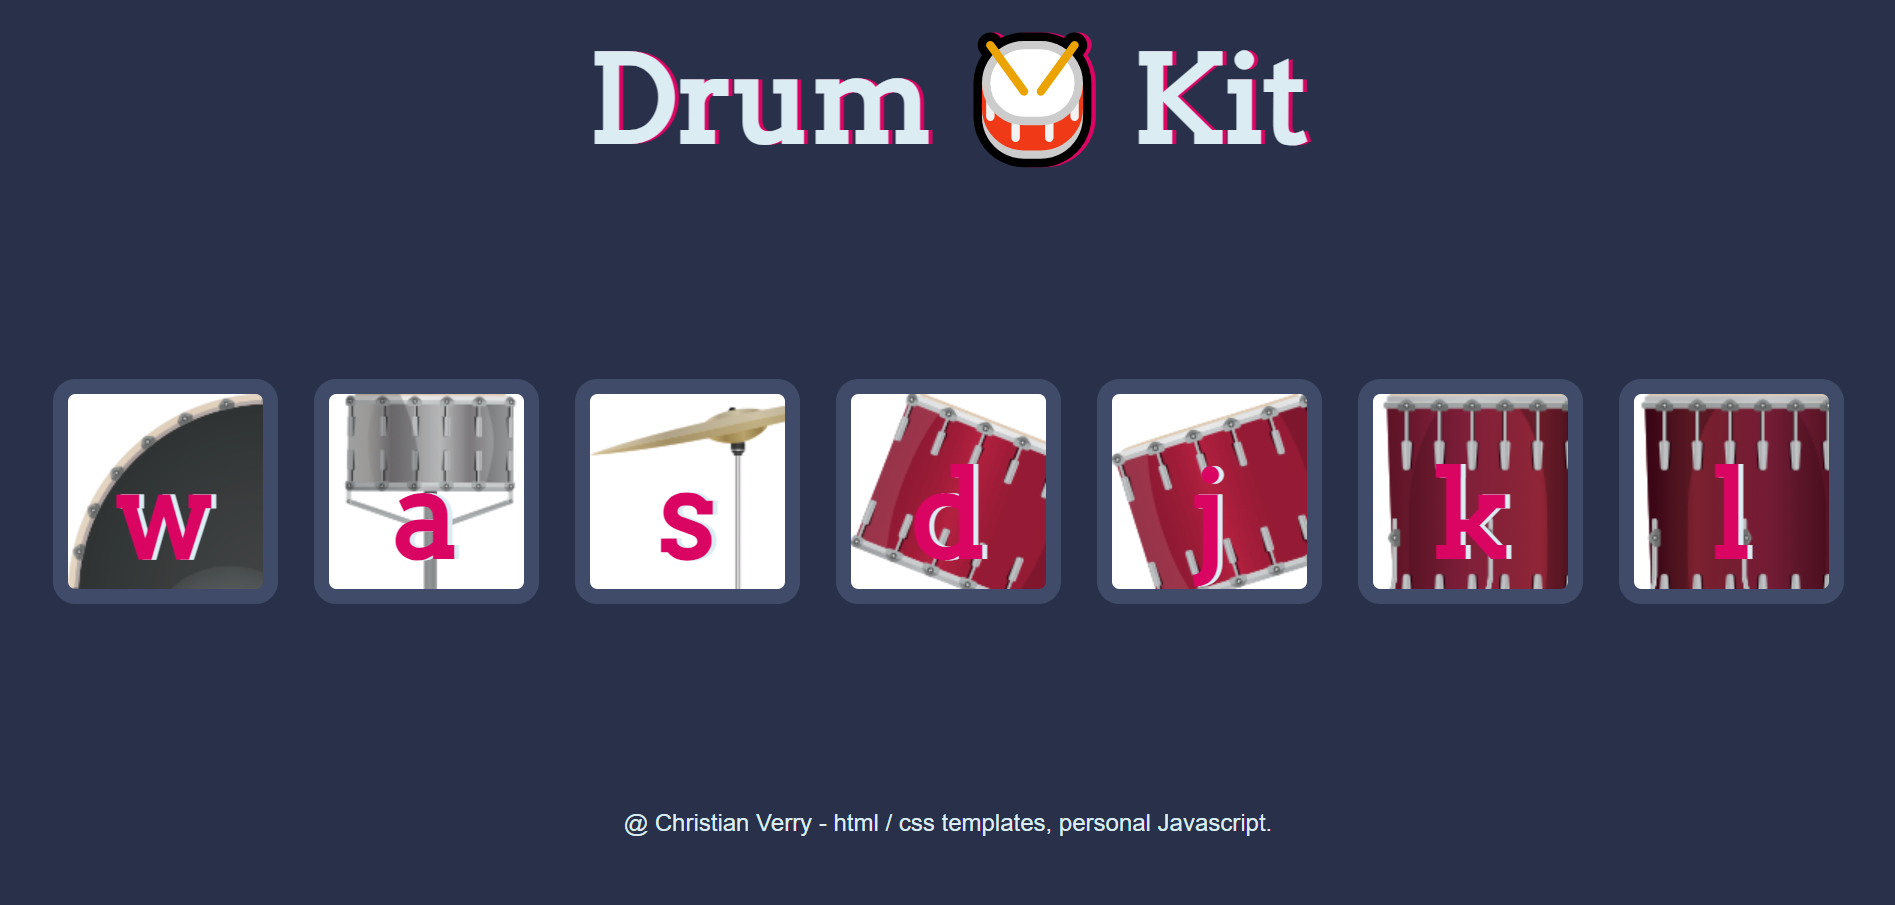 Drum 🥁 Kit
w a s d j k l
@ Christian Verry - html / css templates, personal Javascript.